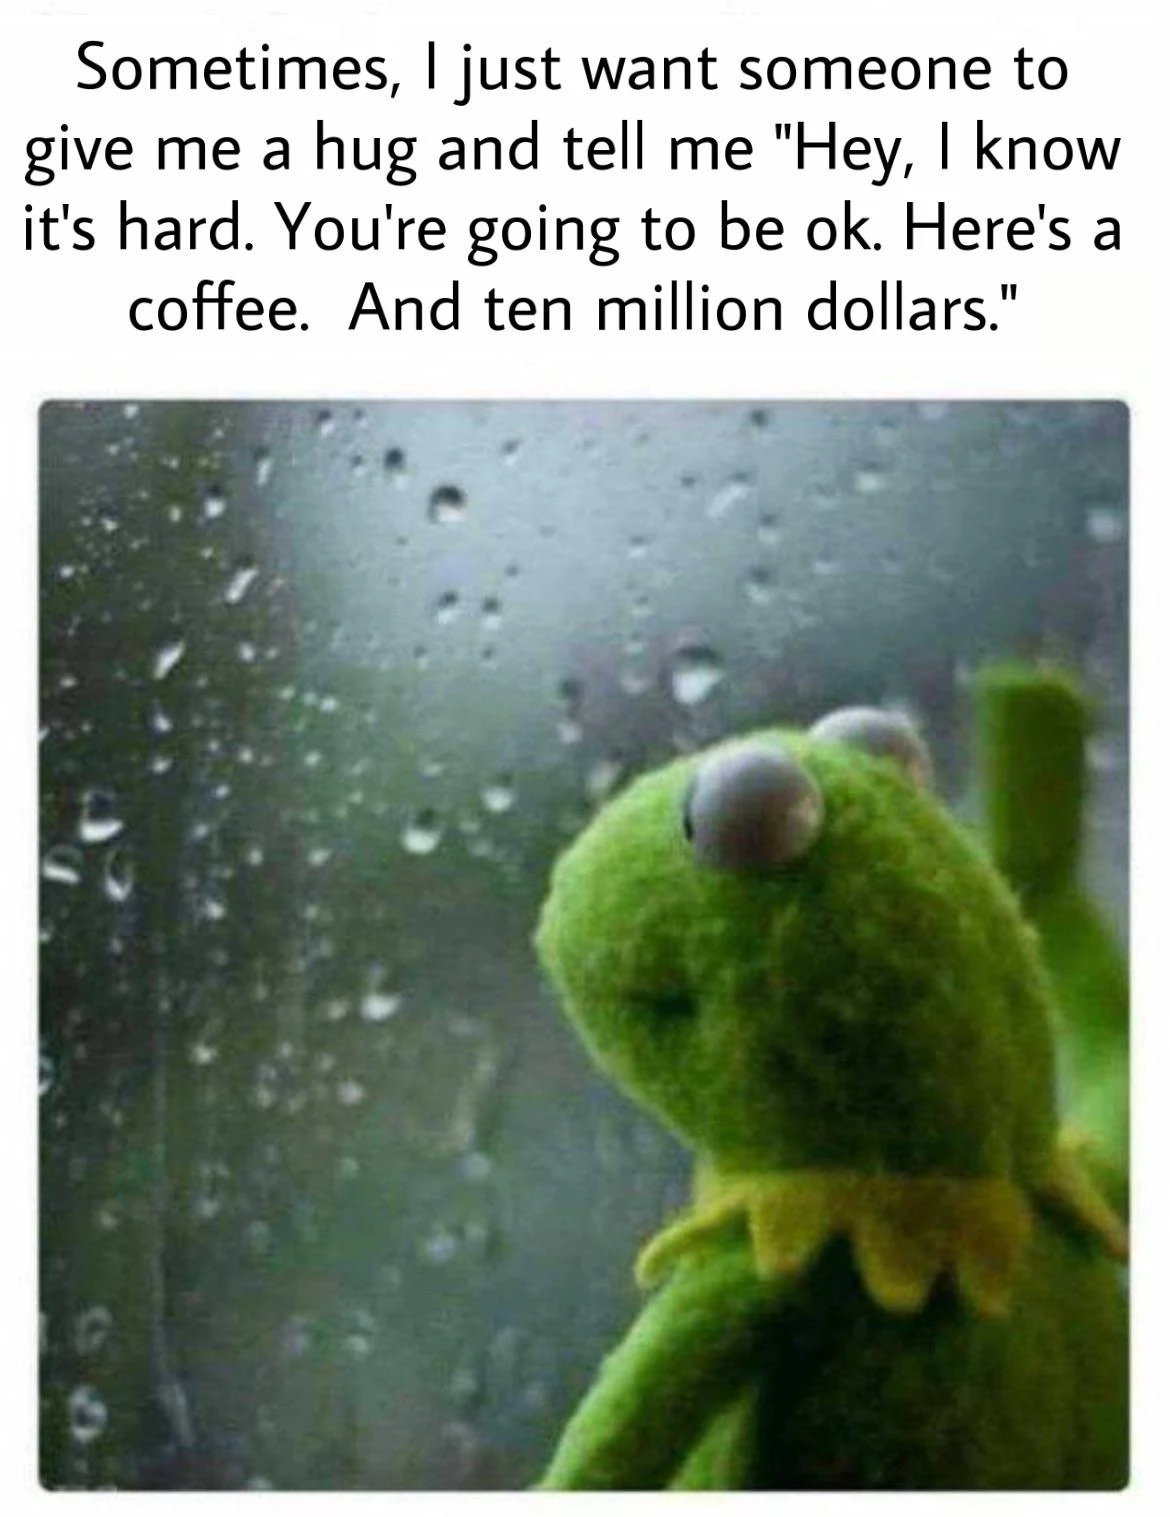 Sometimes, I just want someone to
give me a hug and tell me "Hey, I know
it's hard. You're going to be ok. Here's a
coffee.  And ten million dollars."